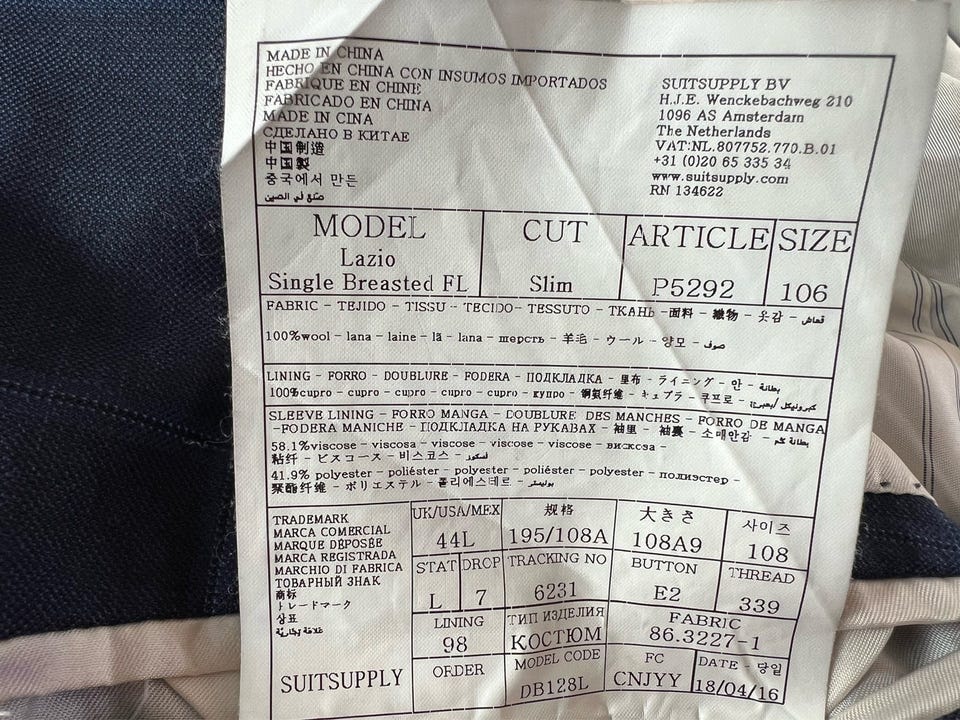 MADE IN CHINA
HECHO EN CHINA CON INSUMOS IMPORTADOS
FABRIQUE EN CHINE
FABRICADO EN CHINA
MADE IN CINA
СДЕЛАНО В КИТАЕ
中国制造
中国製
중국에서 만든
صنع في الصين
SUITSUPPLY BV
H.J.E. Wenckebachweg 210
1096 AS Amsterdam
The Netherlands
VAT:NL.807752.770.B.01
+31 (0)20 65 335 34
www.suitsupply.com
RN 134622
MODEL
Lazio
Single Breasted FL
CUT
Slim
ARTICLE
P5292
SIZE
106
FABRIC - TEJIDO - TISSU - TECIDO- TESSUTO - ТКАНЬ -面料 - 織物 - 옷감 - قماش
100%wool - lana - laine - lã - lana - шерсть - 羊毛 - ウール - 양모 - صوف
LINING - FORRO - DOUBLURE - FODERA - ПОДКЛАДКА - 里布 - ライニング - 안 - بطانة
100%cupro - cupro - cupro - cupro - cupro - купро - 铜氨纤维 - キュプラ - 큐프로 -
SLEEVE LINING - FORRO MANGA - DOUBLURE DES MANCHES - FORRO DE MANGA
-FODERA MANICHE - ПОДКЛАДКА НА РУКАВАХ - 袖里 - 袖裏 - 소매안감 - بطانة كم
58.1%viscose - viscosa - viscose - viscose - viscose - вискоза -
粘纤 - ビスコース - 비스코스 - فسكوز
41.9% polyester - poliéster - polyester - poliéster - polyester - полиэстер -
聚酯纤维 - ポリエステル - 폴리에스테르 - بوليستر
TRADEMARK
MARCA COMERCIAL
MARQUE DÉPOSÉE
MARCA REGISTRADA
MARCHIO DI FABRICA
ТОВАРНЫЙ ЗНАК
商标
トレードマーク
상표
علامة تجارية
SUITSUPPLY
UK/USA/MEX
44L
规格
195/108A
大きさ
108A9
사이즈
108
STAT
L
DROP
7
TRACKING NO
6231
BUTTON
E2
THREAD
339
LINING
98
ТИП ИЗДЕЛИЯ
КОСТЮМ
FABRIC
86.3227-1
ORDER
MODEL CODE
DB128L
FC
CNJYY
DATE - 당일
18/04/16